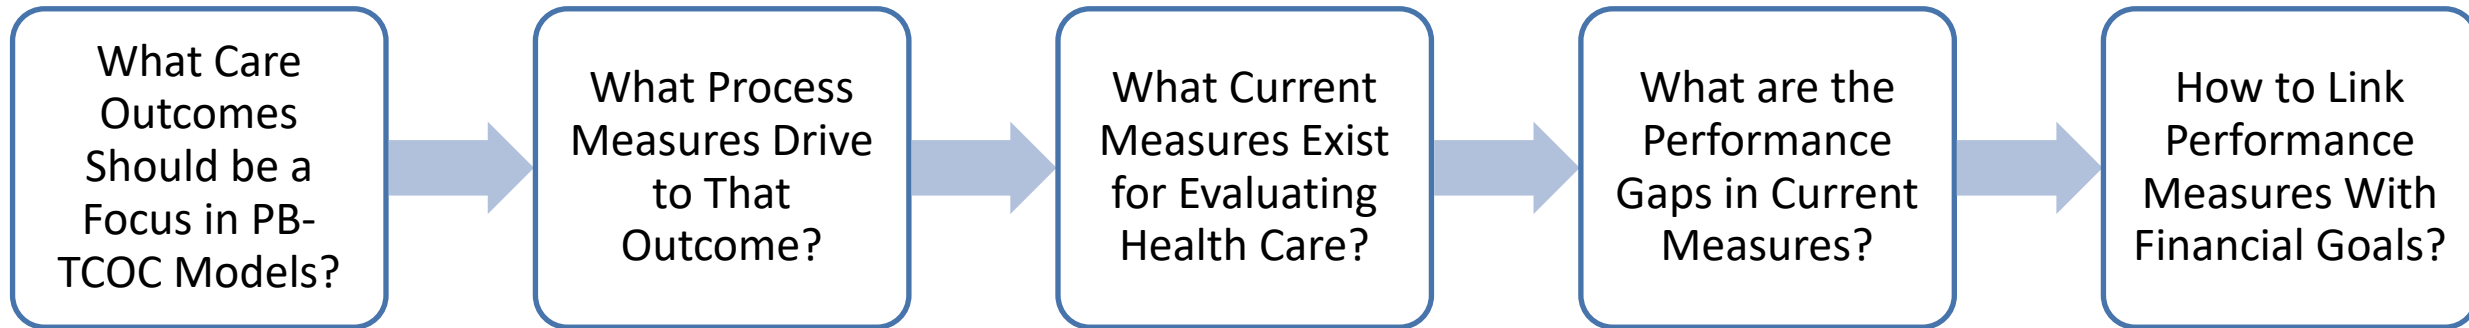 What Care
Outcomes
Should be a
Focus in PB-
TCOC Models?
What Process
Measures Drive
to That
Outcome?
What Current
Measures Exist
for Evaluating
Health Care?
What are the
Performance
Gaps in Current
Measures?
How to Link
Performance
Measures With
Financial Goals?